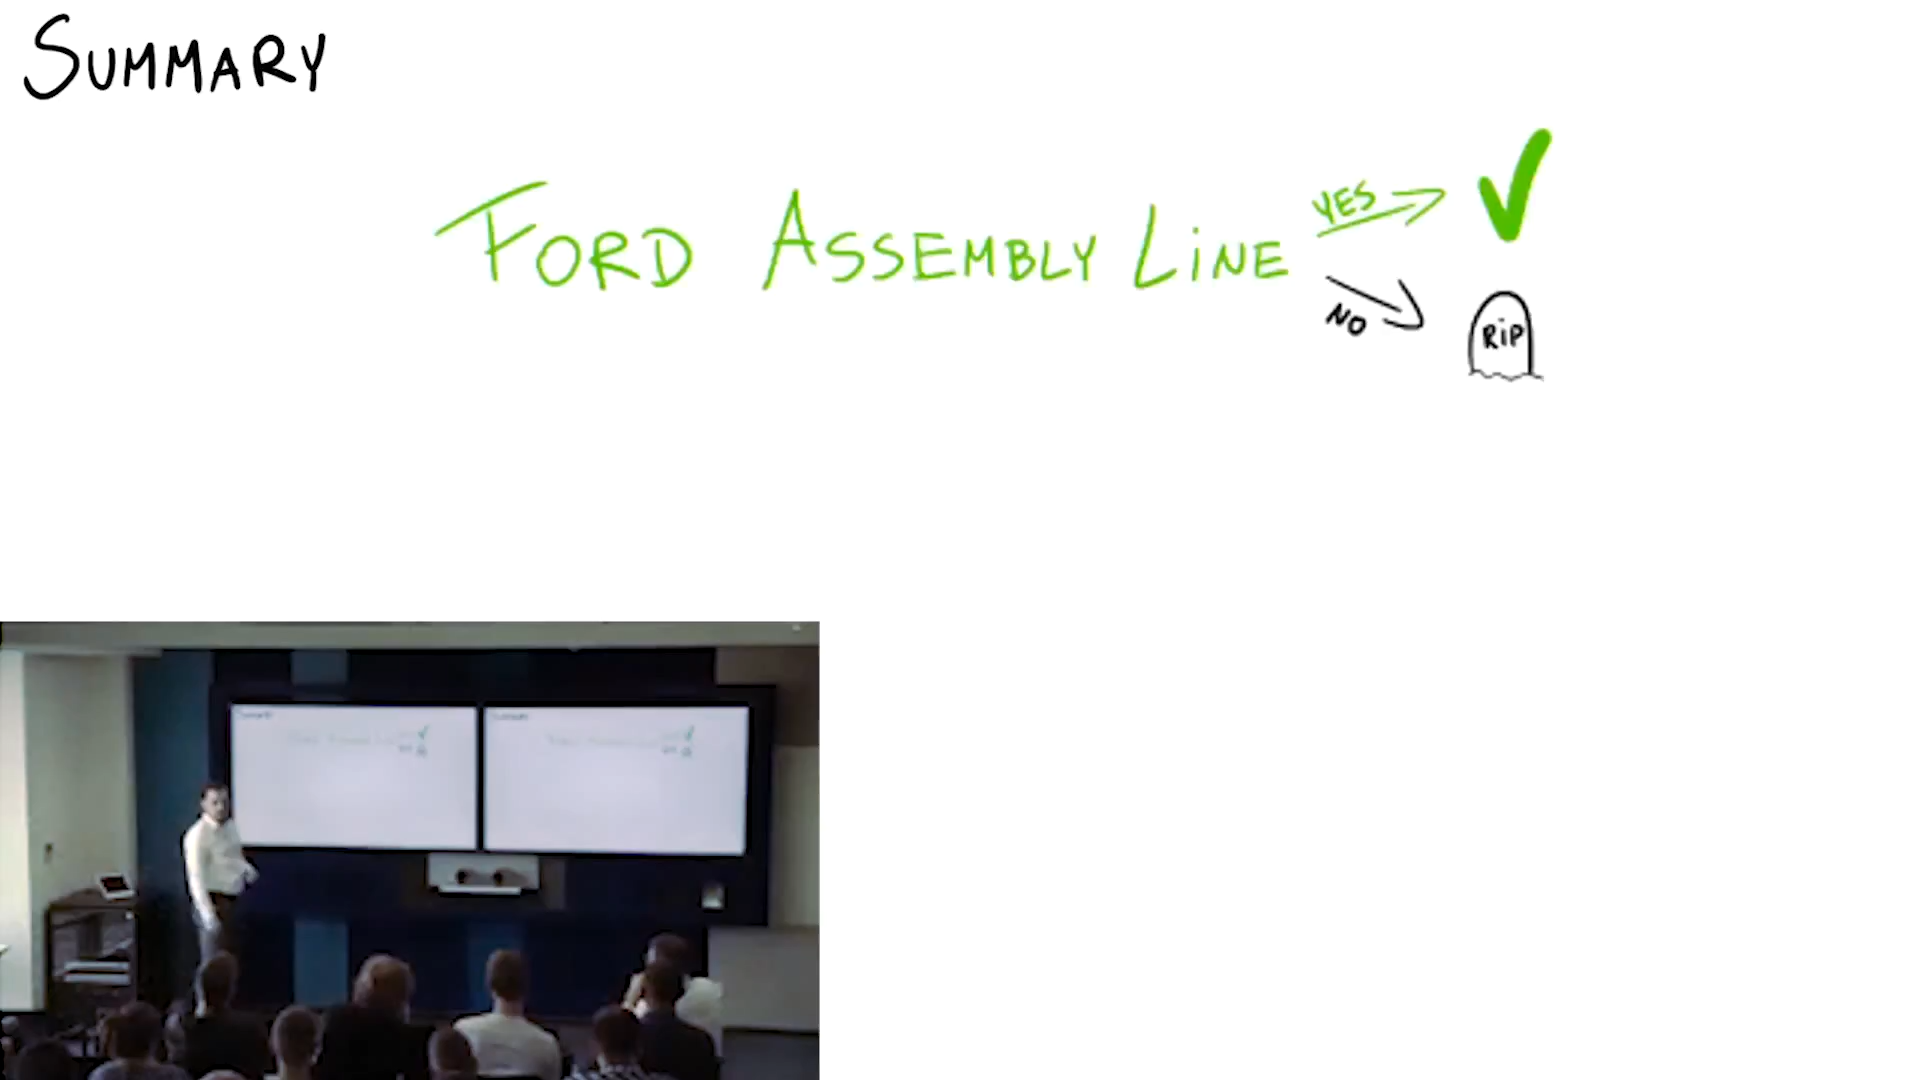 SUMMARY
FORD ASSEMBLY LINE
YES
NO
RIP